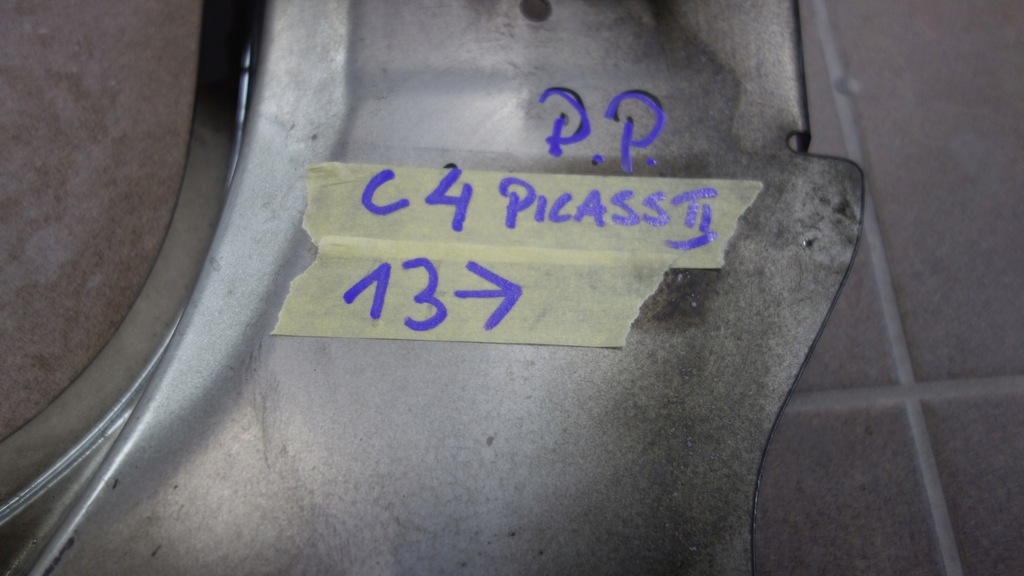 P.P.
C4 PICASS II
13→